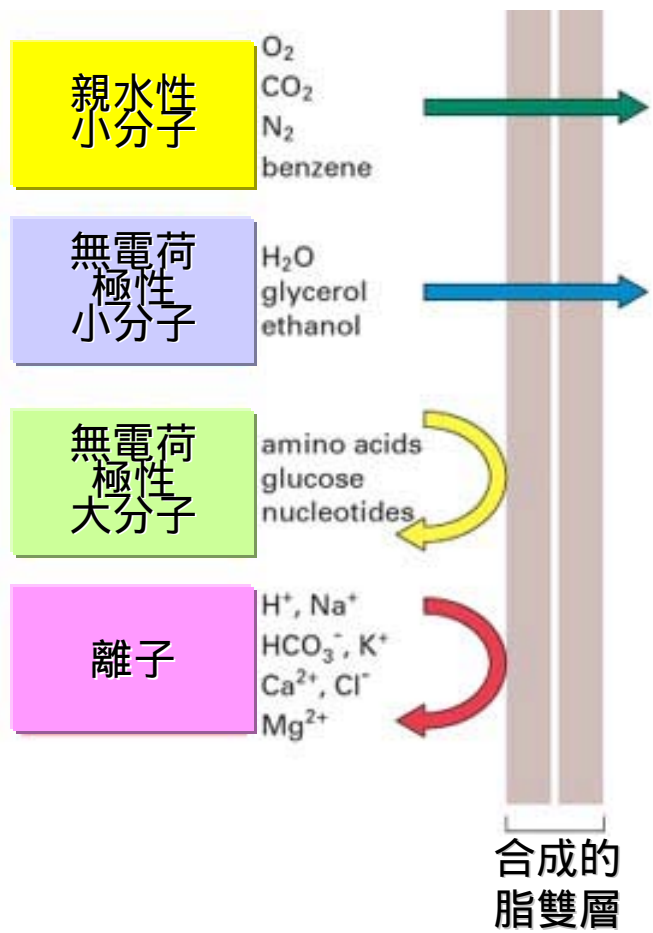 親水性
小分子
O₂
CO₂
N₂
benzene
無電荷
極性
小分子
H₂O
glycerol
ethanol
無電荷
極性
大分子
amino acids
glucose
nucleotides
離子
H⁺, Na⁺
HCO₃⁻, K⁺
Ca²⁺, Cl⁻
Mg²⁺
合成的
脂雙層